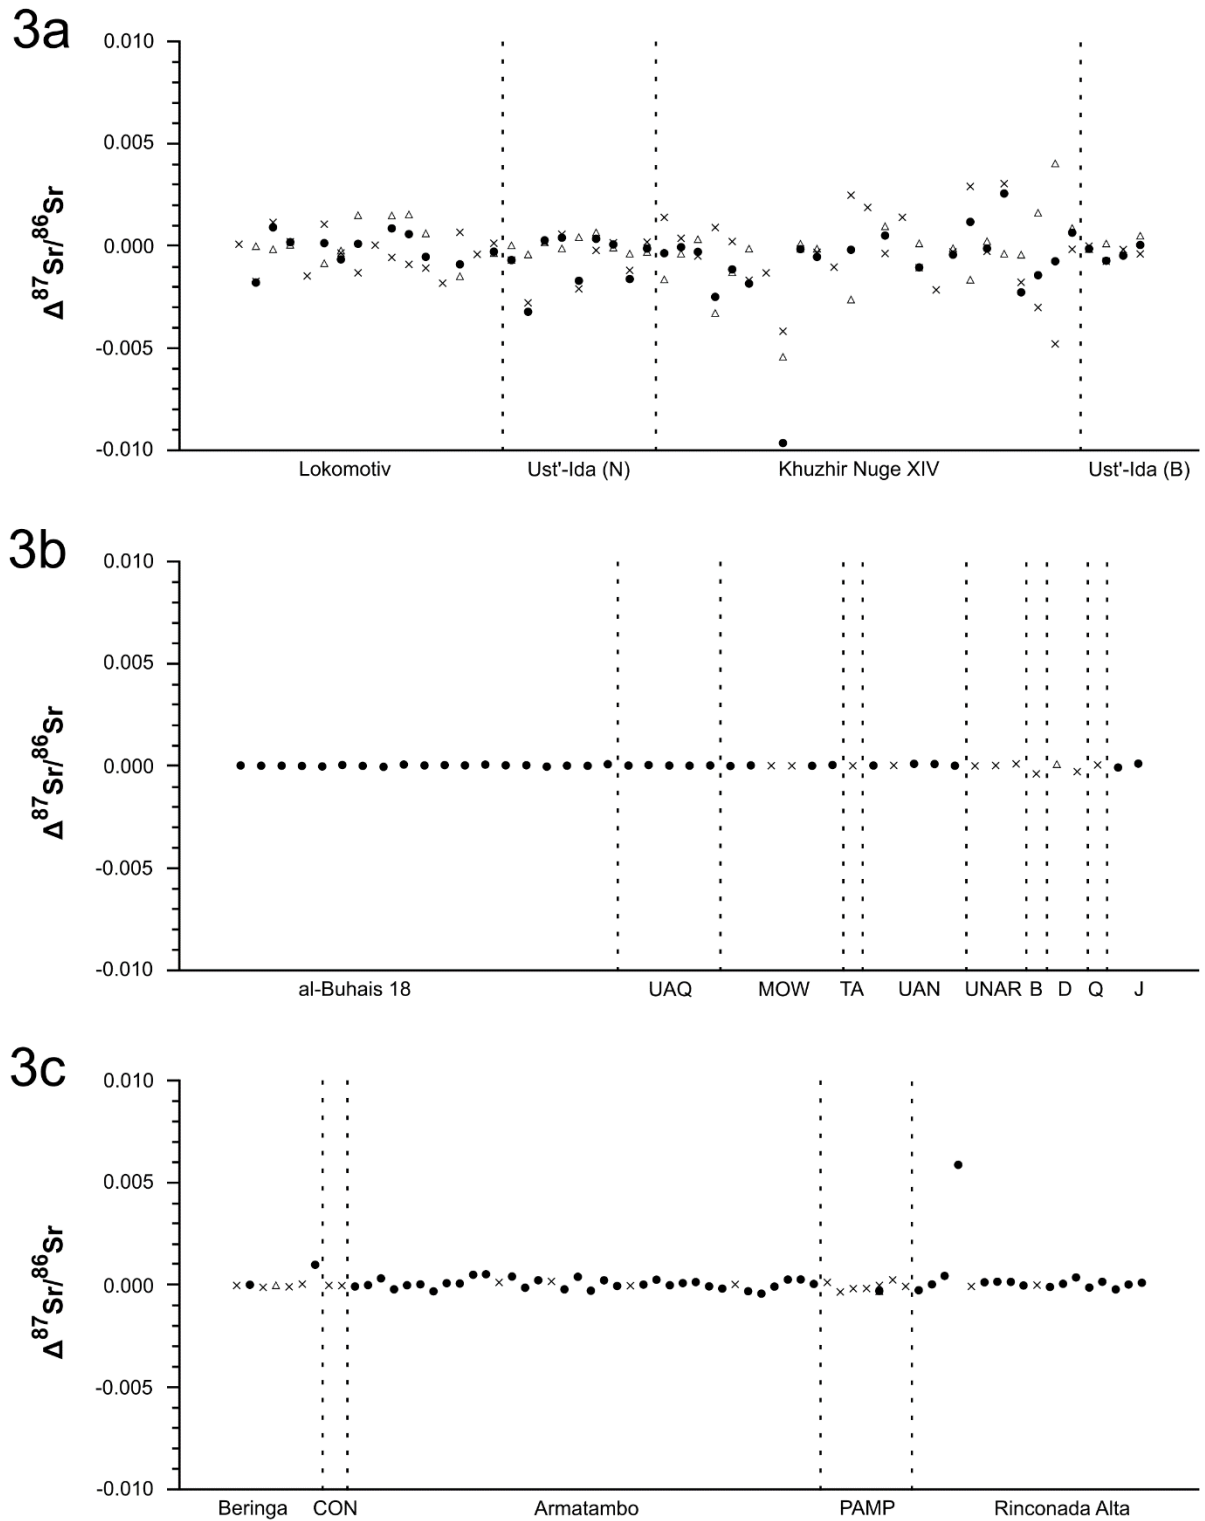 3a
0.010
0.005
0.000
-0.005
-0.010
Δ87Sr/86Sr
Lokomotiv Ust'-Ida (N) Khuzhir Nuge XIV Ust'-Ida (B)
3b
0.010
0.005
0.000
-0.005
-0.010
Δ87Sr/86Sr
al-Buhais 18 UAQ MOW TA UAN UNAR B D Q J
3c
0.010
0.005
0.000
-0.005
-0.010
Δ87Sr/86Sr
Beringa CON Armatambo PAMP Rinconada Alta